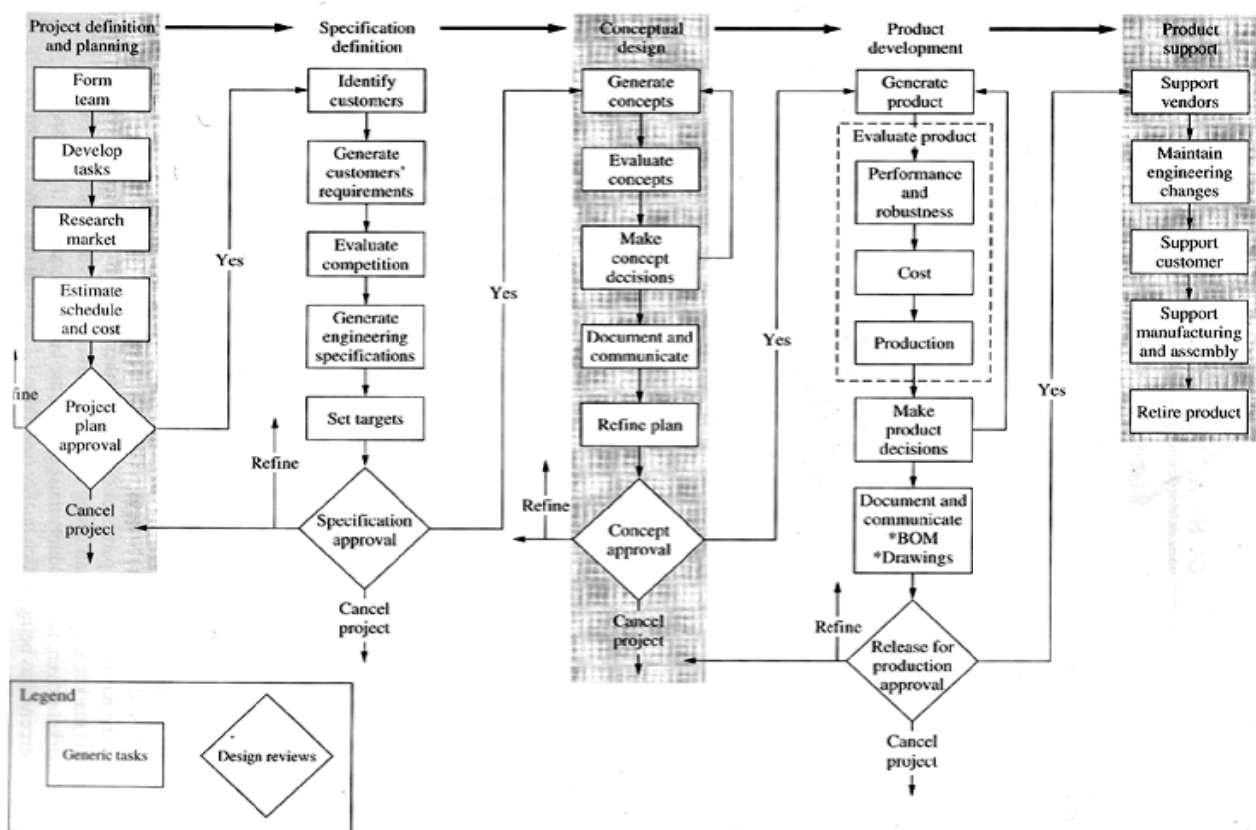 Project definition
and planning
Form
team
Develop
tasks
Research
market
Estimate
schedule
and cost
fine
Project
plan
approval
Cancel
project
Yes
Specification
definition
Identify
customers
Generate
customers'
requirements
Evaluate
competition
Generate
engineering
specifications
Set targets
Refine
Specification
approval
Cancel
project
Yes
Conceptual
design
Generate
concepts
Evaluate
concepts
Make
concept
decisions
Document and
communicate
Refine plan
Refine
Concept
approval
Cancel
project
Yes
Product
development
Generate
product
Evaluate product
Performance
and
robustness
Cost
Production
Make
product
decisions
Document and
communicate
*BOM
*Drawings
Refine
Release for
production
approval
Cancel
project
Yes
Product
support
Support
vendors
Maintain
engineering
changes
Support
customer
Support
manufacturing
and assembly
Retire product
Legend
Generic tasks
Design reviews